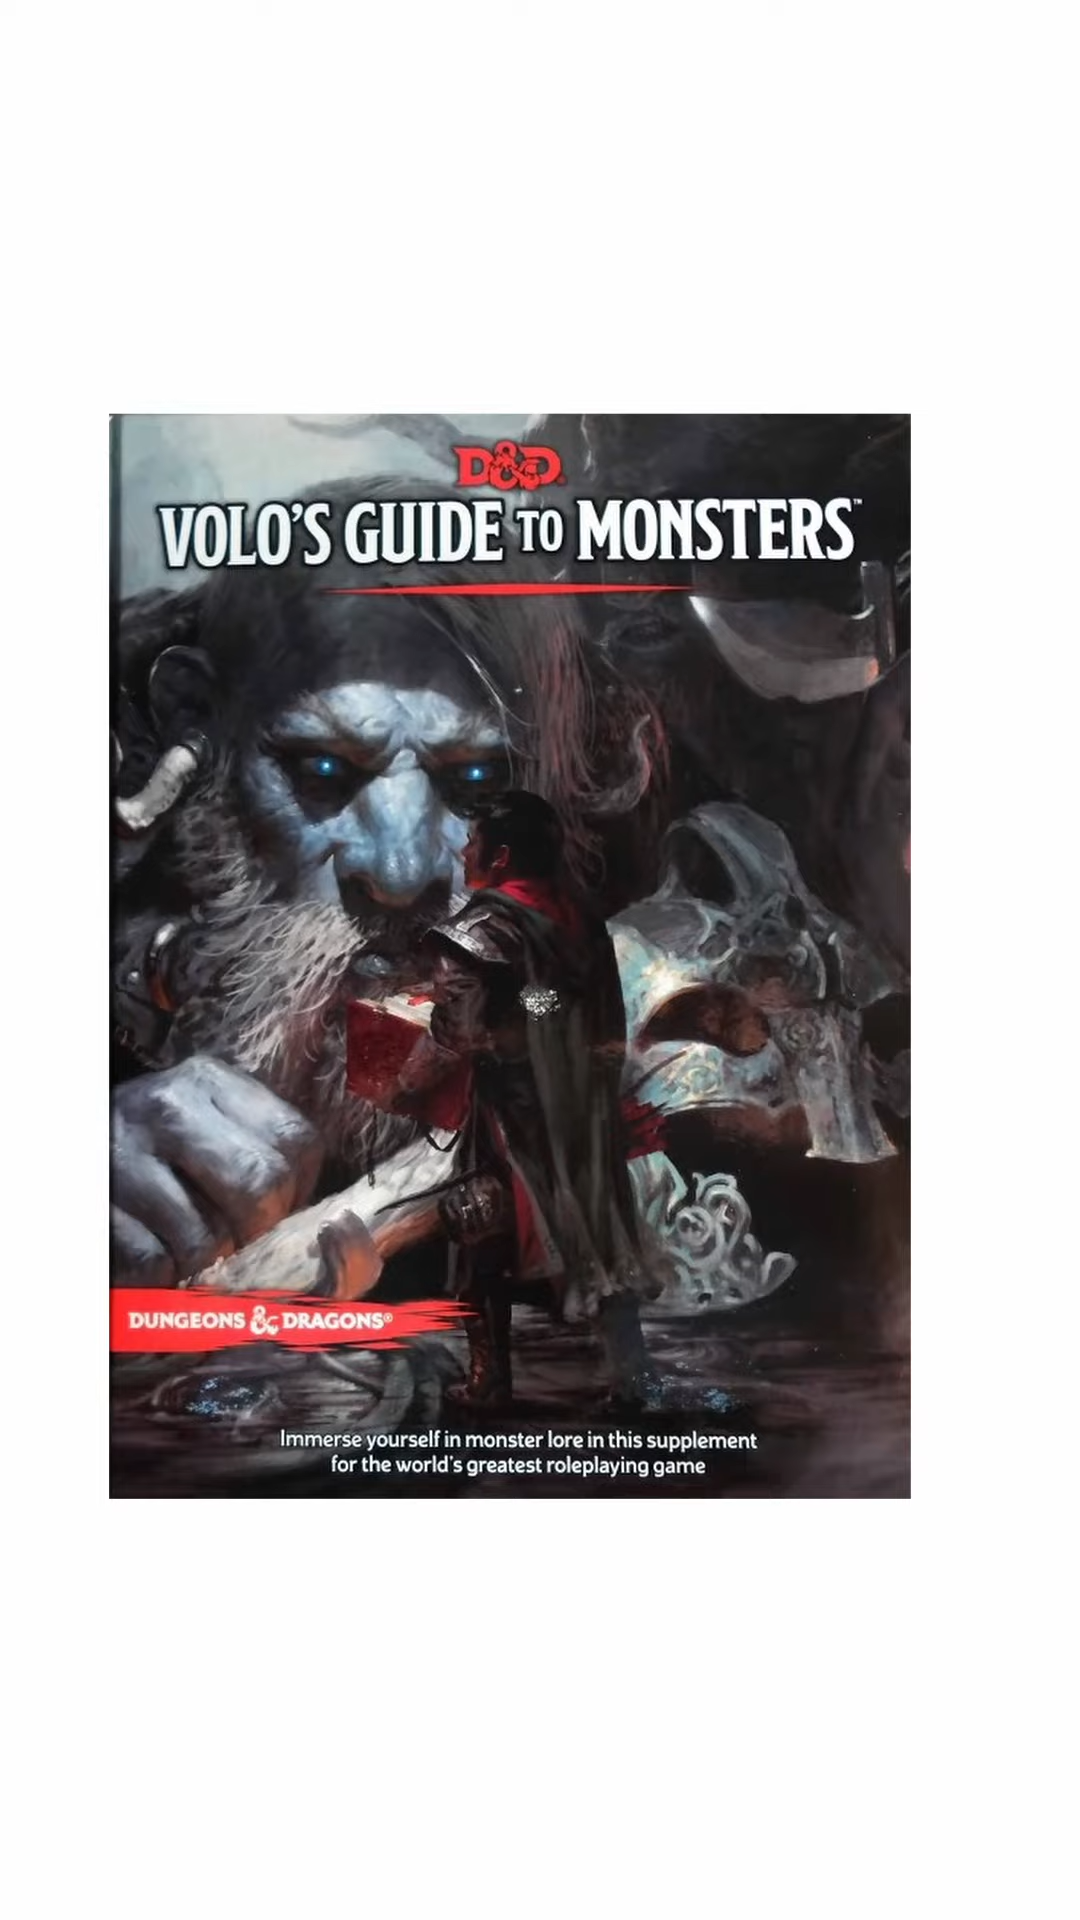 D&D®
VOLO'S GUIDE TO MONSTERS™
DUNGEONS & DRAGONS®
Immerse yourself in monster lore in this supplement
for the world's greatest roleplaying game